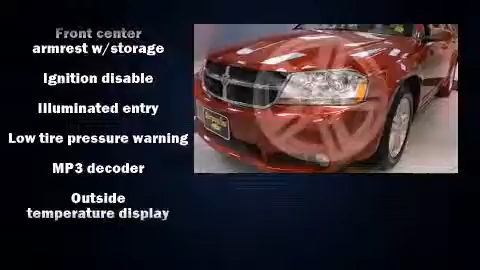 Front center
armrest w/storage
Ignition disable
Illuminated entry
Low tire pressure warning
MP3 decoder
Outside
temperature display